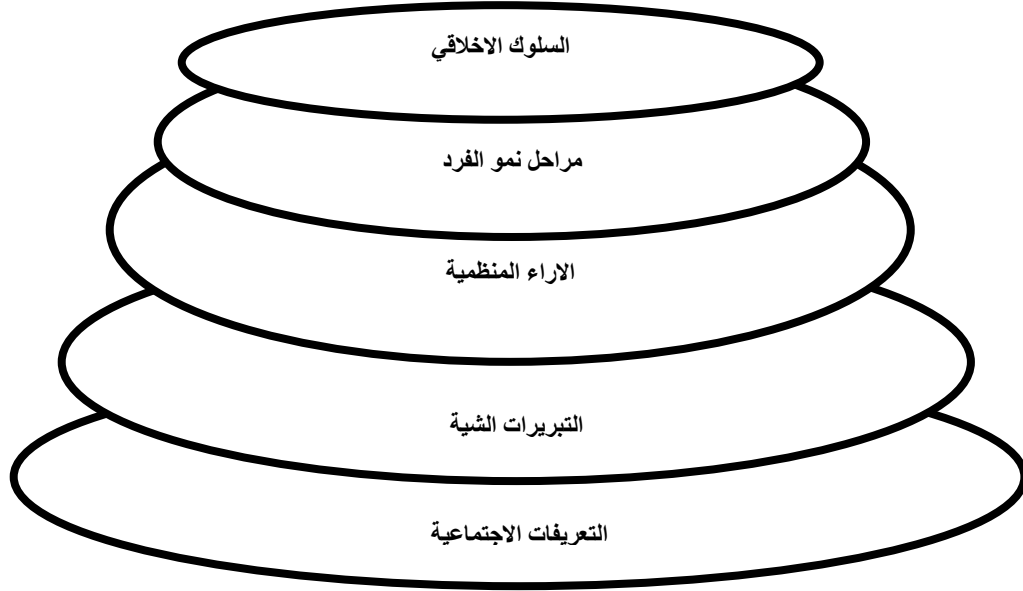 السلوك الاخلاقي
مراحل نمو الفرد
الاراء المنظمية
التبريرات الشية
التعريفات الاجتماعية